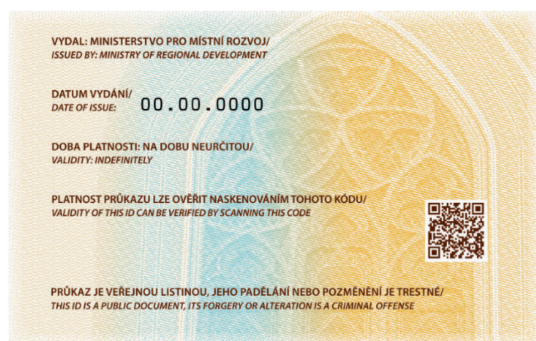 VYDAL: MINISTERSTVO PRO MÍSTNÍ ROZVOJ/
ISSUED BY: MINISTRY OF REGIONAL DEVELOPMENT
DATUM VYDÁNÍ/
DATE OF ISSUE: 00.00.0000
DOBA PLATNOSTI: NA DOBU NEURČITOU/
VALIDITY: INDEFINITELY
PLATNOST PRŮKAZU LZE OVĚŘIT NASKENOVÁNÍM TOHOTO KÓDU/
VALIDITY OF THIS ID CAN BE VERIFIED BY SCANNING THIS CODE
PRŮKAZ JE VEŘEJNOU LISTINOU, JEHO PADĚLÁNÍ NEBO POZMĚNĚNÍ JE TRESTNÉ/
THIS ID IS A PUBLIC DOCUMENT, ITS FORGERY OR ALTERATION IS A CRIMINAL OFFENSE